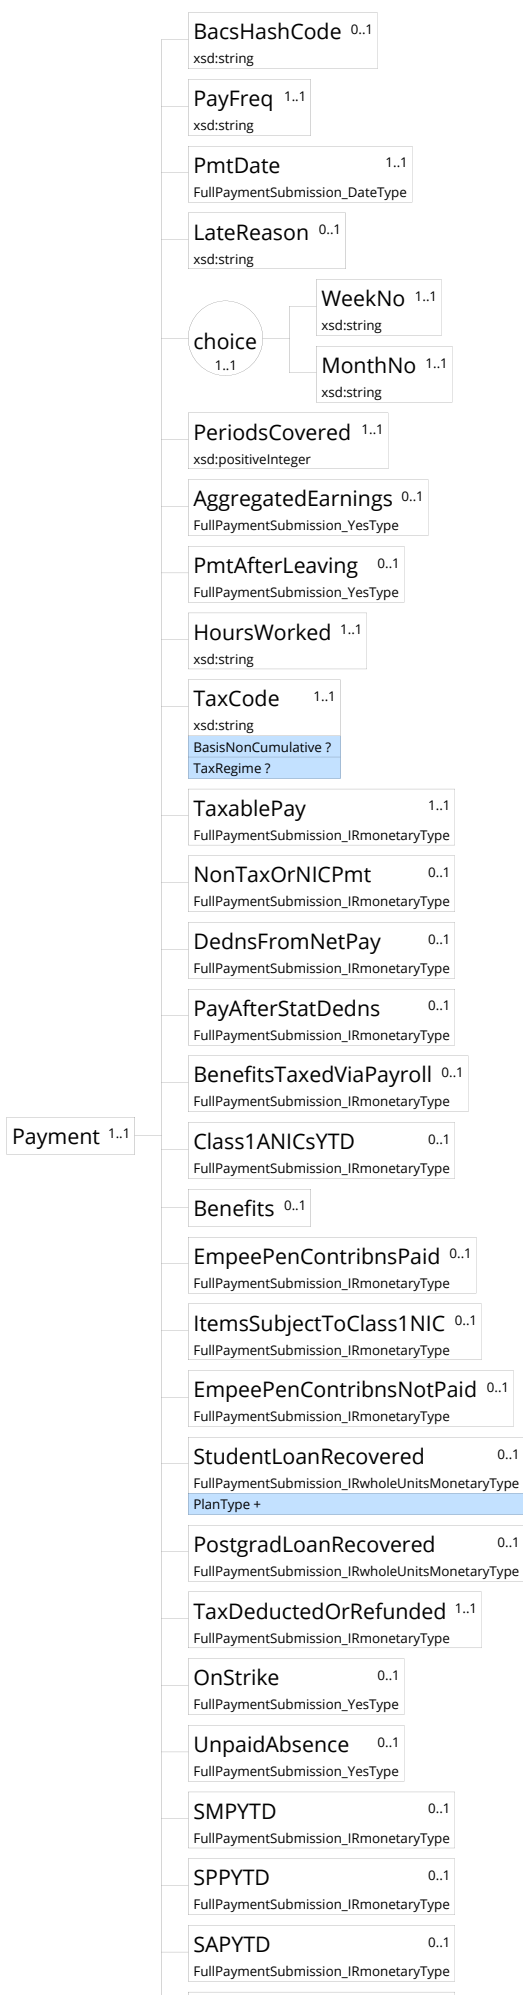 BacsHashCode 0..1
xsd:string
PayFreq 1..1
xsd:string
PmtDate 1..1
FullPaymentSubmission_DateType
LateReason 0..1
xsd:string
choice
1..1
WeekNo 1..1
xsd:string
MonthNo 1..1
xsd:string
PeriodsCovered 1..1
xsd:positiveInteger
AggregatedEarnings 0..1
FullPaymentSubmission_YesType
PmtAfterLeaving 0..1
FullPaymentSubmission_YesType
HoursWorked 1..1
xsd:string
TaxCode 1..1
xsd:string
BasisNonCumulative ?
TaxRegime ?
TaxablePay 1..1
FullPaymentSubmission_IRmonetaryType
NonTaxOrNICPmt 0..1
FullPaymentSubmission_IRmonetaryType
DednsFromNetPay 0..1
FullPaymentSubmission_IRmonetaryType
PayAfterStatDedns 0..1
FullPaymentSubmission_IRmonetaryType
BenefitsTaxedViaPayroll 0..1
FullPaymentSubmission_IRmonetaryType
Payment 1..1
Class1ANICsYTD 0..1
FullPaymentSubmission_IRmonetaryType
Benefits 0..1
EmpeePenContribnsPaid 0..1
FullPaymentSubmission_IRmonetaryType
ItemsSubjectToClass1NIC 0..1
FullPaymentSubmission_IRmonetaryType
EmpeePenContribnsNotPaid 0..1
FullPaymentSubmission_IRmonetaryType
StudentLoanRecovered 0..1
FullPaymentSubmission_IRwholeUnitsMonetaryType
PlanType +
PostgradLoanRecovered 0..1
FullPaymentSubmission_IRwholeUnitsMonetaryType
TaxDeductedOrRefunded 1..1
FullPaymentSubmission_IRmonetaryType
OnStrike 0..1
FullPaymentSubmission_YesType
UnpaidAbsence 0..1
FullPaymentSubmission_YesType
SMPYTD 0..1
FullPaymentSubmission_IRmonetaryType
SPPYTD 0..1
FullPaymentSubmission_IRmonetaryType
SAPYTD 0..1
FullPaymentSubmission_IRmonetaryType